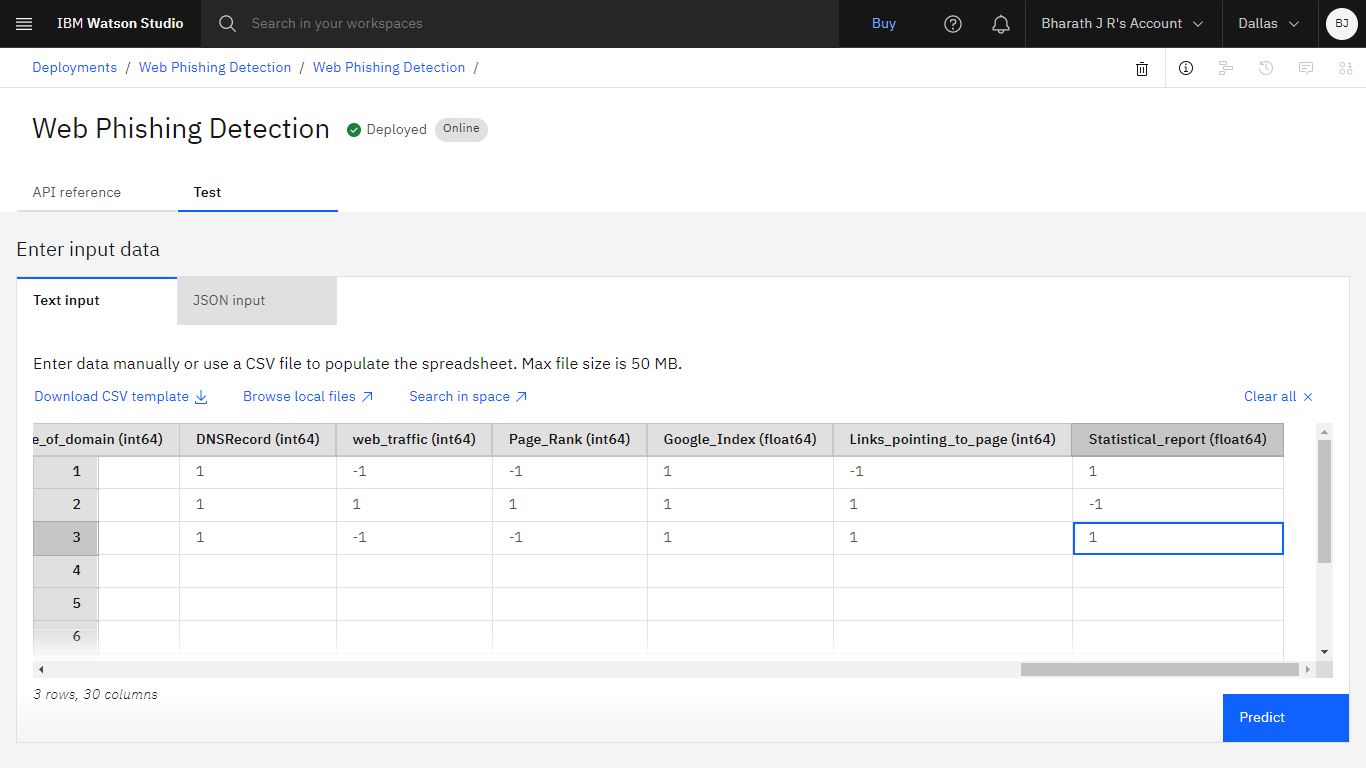 IBM Watson Studio Search in your workspaces Buy Bharath J R's Account Dallas BJ
Deployments / Web Phishing Detection / Web Phishing Detection /
Web Phishing Detection Deployed Online
API reference Test
Enter input data
Text input JSON input
Enter data manually or use a CSV file to populate the spreadsheet. Max file size is 50 MB.
Download CSV template Browse local files Search in space Clear all
e_of_domain (int64) DNSRecord (int64) web_traffic (int64) Page_Rank (int64) Google_Index (float64) Links_pointing_to_page (int64) Statistical_report (float64)
1 1 -1 -1 1 -1 1
2 1 1 1 1 1 -1
3 1 -1 -1 1 1 1
4
5
6
3 rows, 30 columns
Predict